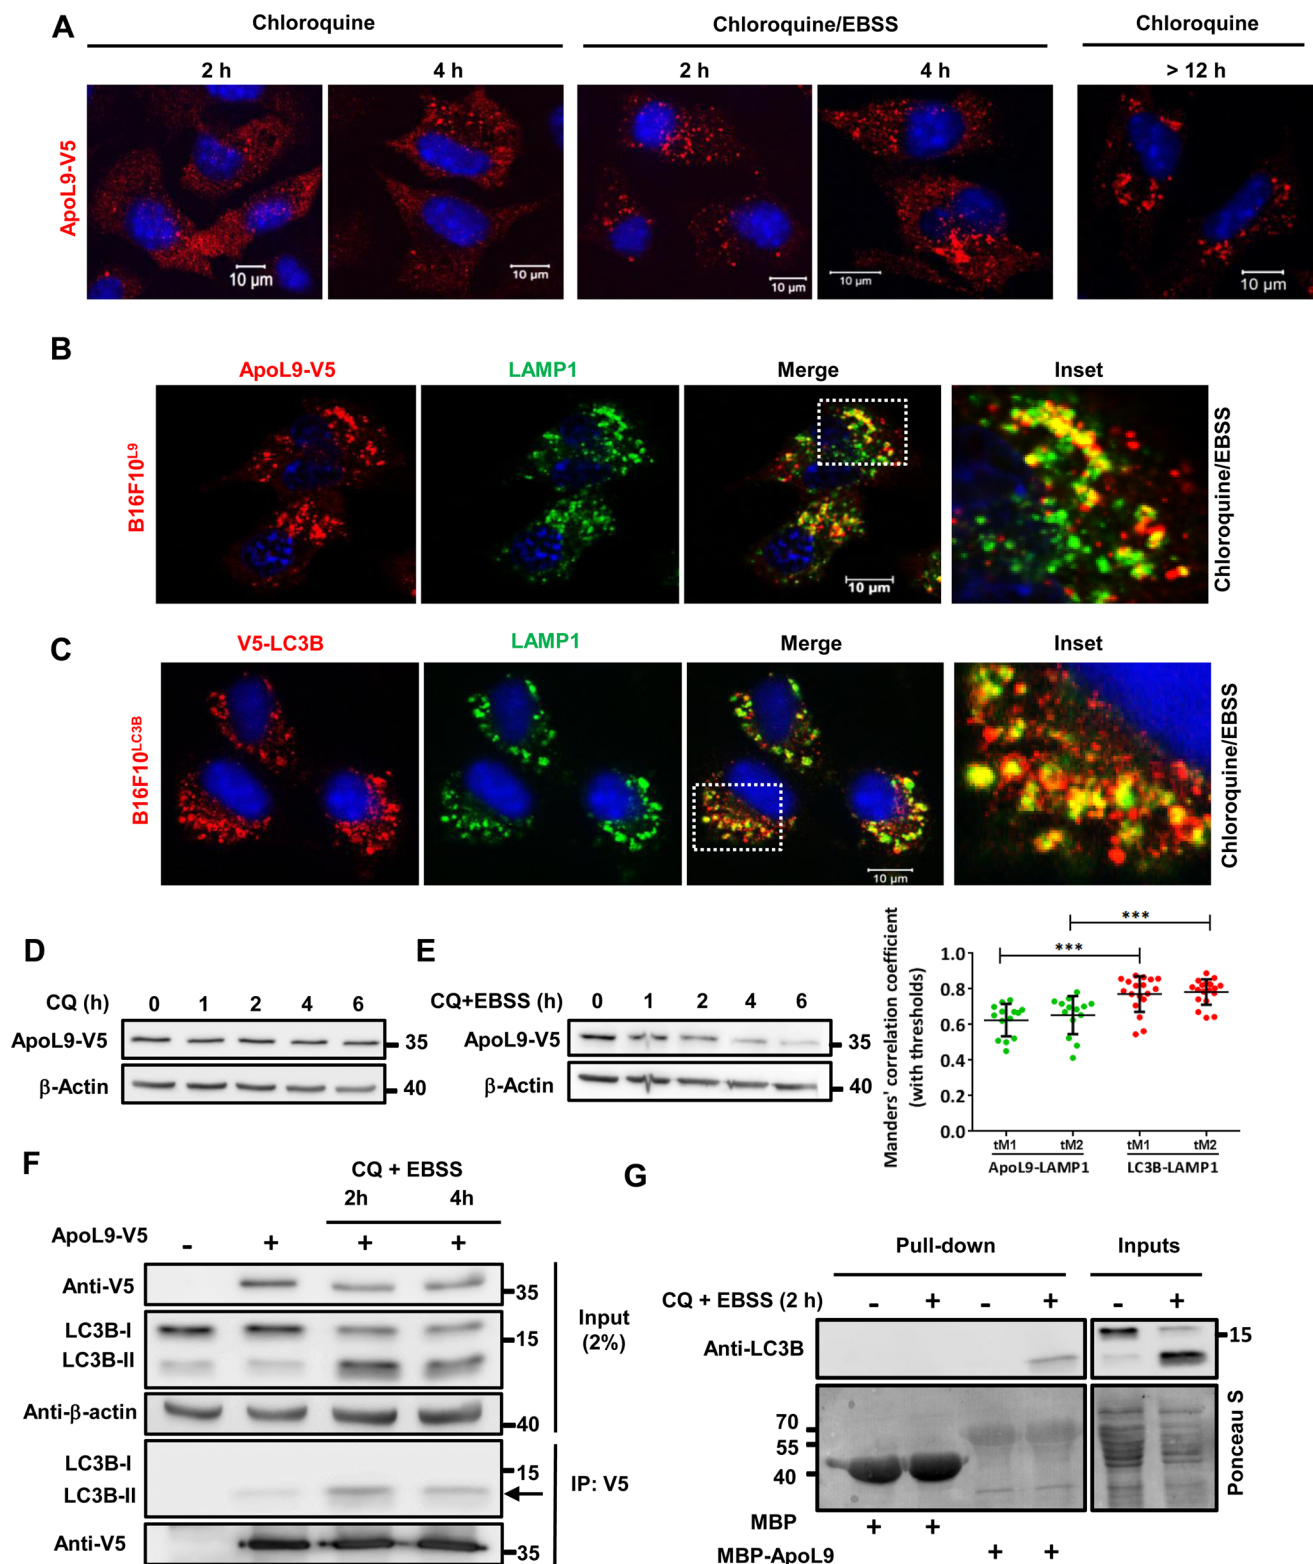 A
Chloroquine
Chloroquine/EBSS
Chloroquine
2 h
4 h
2 h
4 h
> 12 h
ApoL9-V5
10 µm
10 µm
10 µm
10 µm
10 µm
B
ApoL9-V5
LAMP1
Merge
Inset
B16F10L9
10 µm
Chloroquine/EBSS
C
V5-LC3B
LAMP1
Merge
Inset
B16F10LC3B
10 µm
Chloroquine/EBSS
D
CQ (h)
0 1 2 4 6
ApoL9-V5
35
β-Actin
40
E
CQ+EBSS (h)
0 1 2 4 6
ApoL9-V5
35
β-Actin
40
Manders' correlation coefficient
(with thresholds)
***
***
1.0
0.8
0.6
0.4
0.2
0.0
tM1 tM2 tM1 tM2
ApoL9-LAMP1 LC3B-LAMP1
F
CQ + EBSS
2h 4h
ApoL9-V5
- + + +
Anti-V5
35
LC3B-I
15
LC3B-II
Anti-β-actin
40
Input
(2%)
LC3B-I
15
LC3B-II
Anti-V5
35
IP: V5
G
Pull-down
Inputs
CQ + EBSS (2 h)
- + - + - +
Anti-LC3B
15
70
55
40
Ponceau S
MBP
+ +
MBP-ApoL9
+ +